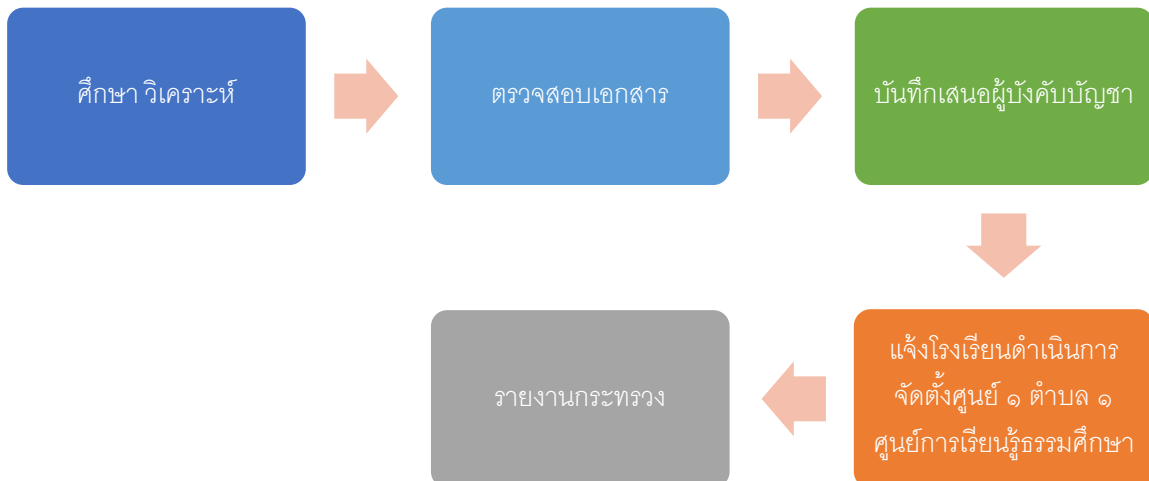 ศึกษา วิเคราะห์
ตรวจสอบเอกสาร
บันทึกเสนอผู้บังคับบัญชา
แจ้งโรงเรียนดำเนินการ
จัดตั้งศูนย์ ๑ ตำบล ๑
ศูนย์การเรียนรู้ธรรมศึกษา
รายงานกระทรวง